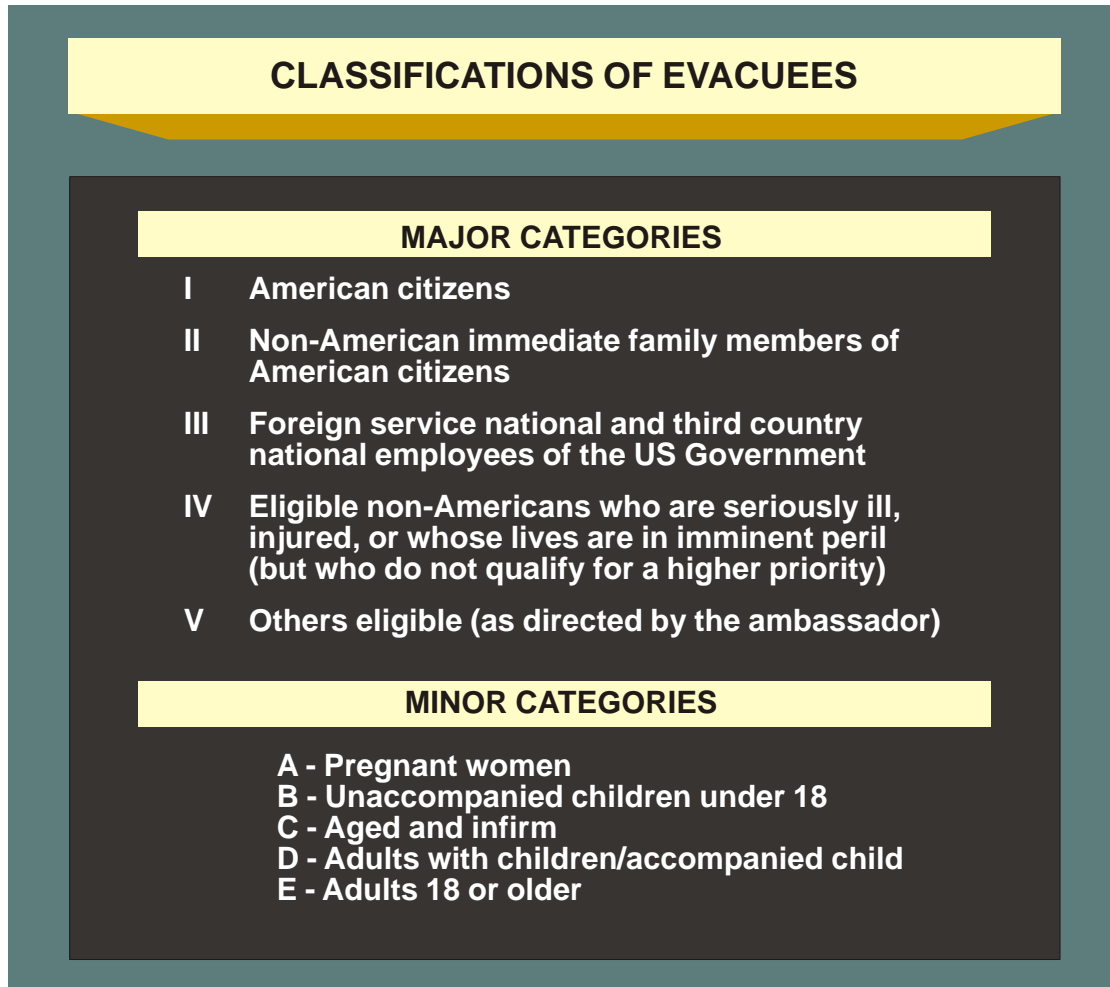 CLASSIFICATIONS OF EVACUEES
MAJOR CATEGORIES
I American citizens
II Non-American immediate family members of
American citizens
III Foreign service national and third country
national employees of the US Government
IV Eligible non-Americans who are seriously ill,
injured, or whose lives are in imminent peril
(but who do not qualify for a higher priority)
V Others eligible (as directed by the ambassador)
MINOR CATEGORIES
A - Pregnant women
B - Unaccompanied children under 18
C - Aged and infirm
D - Adults with children/accompanied child
E - Adults 18 or older